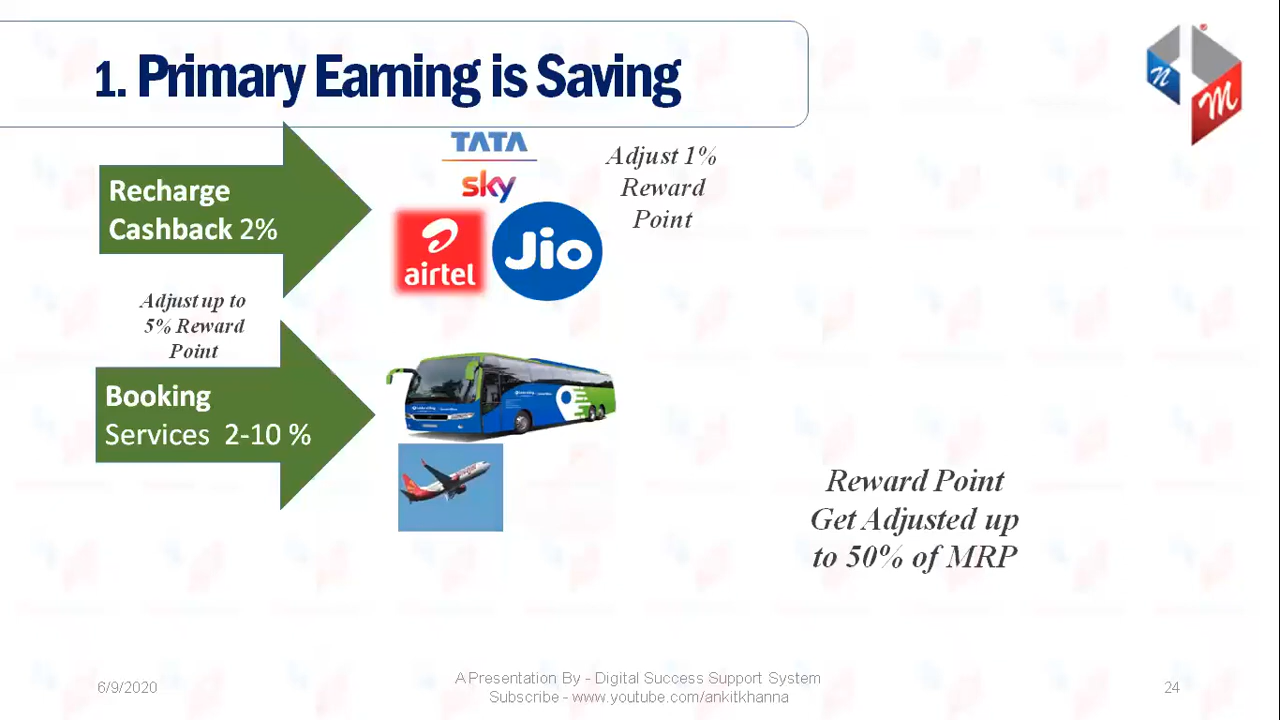 1. Primary Earning is Saving
n
M
TATA
sky
Adjust 1%
Reward
Point
Recharge
Cashback 2%
airtel
Jio
Adjust up to
5% Reward
Point
Booking
Services 2-10 %
Reward Point
Get Adjusted up
to 50% of MRP
6/9/2020
A Presentation By - Digital Success Support System
Subscribe - www.youtube.com/ankitkhanna
24